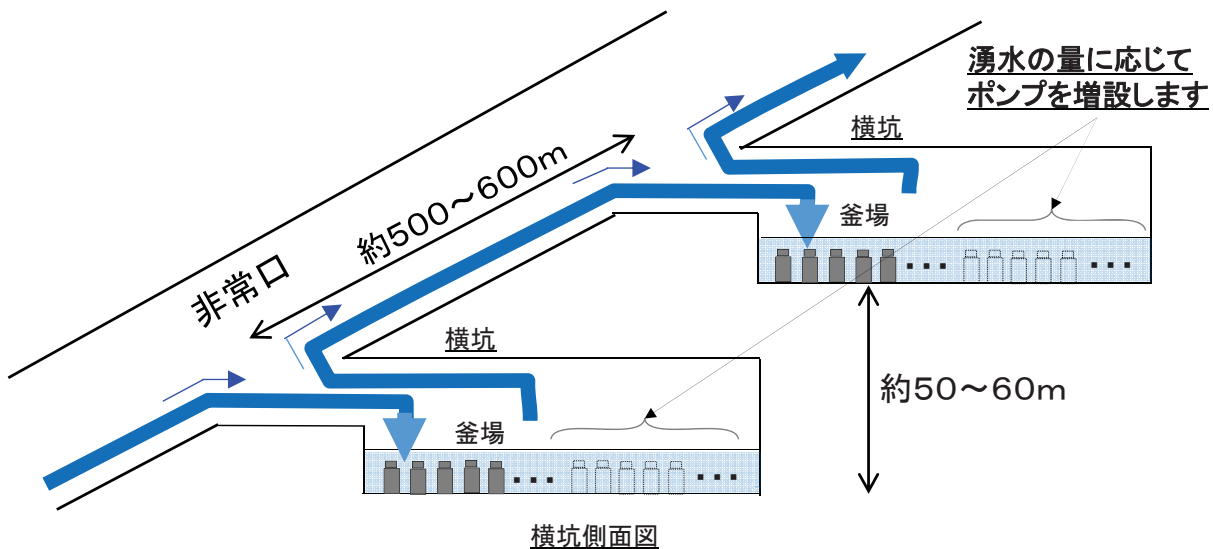 湧水の量に応じて
ポンプを増設します
横坑
約500～600m
釜場
非常口
横坑
約50～60m
釜場
横坑側面図